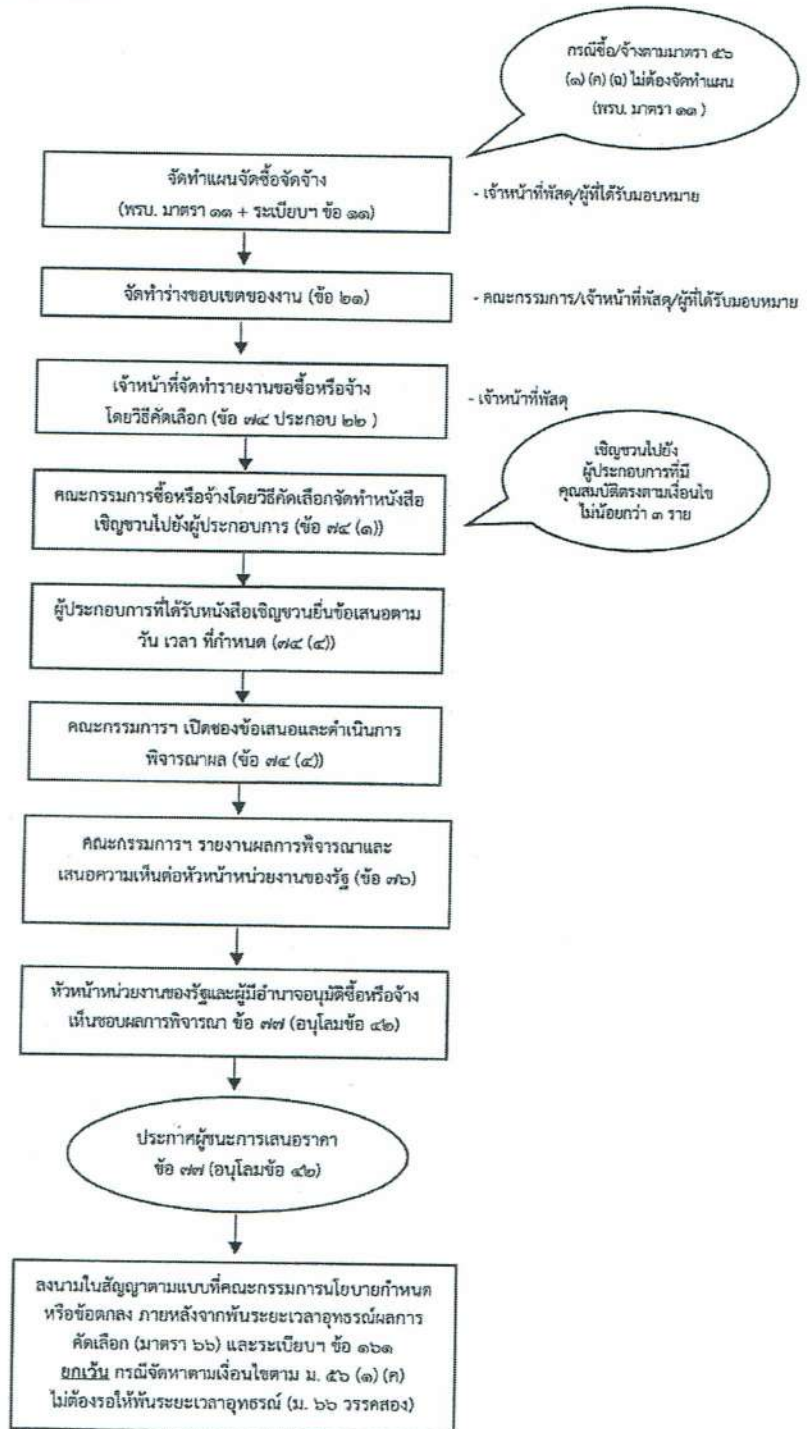 กรณีซื้อ/จ้างตามมาตรา ๕๖
(๑) (ค) (ฉ) ไม่ต้องจัดทำแผน
(พรบ. มาตรา ๑๑ )
จัดทำแผนจัดซื้อจัดจ้าง
(พรบ. มาตรา ๑๑ + ระเบียบฯ ข้อ ๑๑)
- เจ้าหน้าที่พัสดุ/ผู้ที่ได้รับมอบหมาย
จัดทำร่างขอบเขตของงาน (ข้อ ๒๑)
- คณะกรรมการ/เจ้าหน้าที่พัสดุ/ผู้ที่ได้รับมอบหมาย
เจ้าหน้าที่จัดทำรายงานขอซื้อหรือจ้าง
โดยวิธีคัดเลือก (ข้อ ๗๔ ประกอบ ๒๒ )
- เจ้าหน้าที่พัสดุ
เชิญชวนไปยัง
ผู้ประกอบการที่มี
คุณสมบัติตรงตามเงื่อนไข
ไม่น้อยกว่า ๓ ราย
คณะกรรมการซื้อหรือจ้างโดยวิธีคัดเลือกจัดทำหนังสือ
เชิญชวนไปยังผู้ประกอบการ (ข้อ ๗๔ (๑))
ผู้ประกอบการที่ได้รับหนังสือเชิญชวนยื่นข้อเสนอตาม
วัน เวลา ที่กำหนด (๗๔ (๔))
คณะกรรมการฯ เปิดซองข้อเสนอและดำเนินการ
พิจารณาผล (ข้อ ๗๔ (๔))
คณะกรรมการฯ รายงานผลการพิจารณาและ
เสนอความเห็นต่อหัวหน้าหน่วยงานของรัฐ (ข้อ ๗๖)
หัวหน้าหน่วยงานของรัฐและผู้มีอำนาจอนุมัติซื้อหรือจ้าง
เห็นชอบผลการพิจารณา ข้อ ๗๗ (อนุโลมข้อ ๔๒)
ประกาศผู้ชนะการเสนอราคา
ข้อ ๗๗ (อนุโลมข้อ ๔๒)
ลงนามในสัญญาตามแบบที่คณะกรรมการนโยบายกำหนด
หรือข้อตกลง ภายหลังจากพ้นระยะเวลาอุทธรณ์ผลการ
คัดเลือก (มาตรา ๖๖) และระเบียบฯ ข้อ ๑๖๑
ยกเว้น กรณีจัดหาตามเงื่อนไขตาม ม. ๕๖ (๑) (ค)
ไม่ต้องรอให้พ้นระยะเวลาอุทธรณ์ (ม. ๖๖ วรรคสอง)